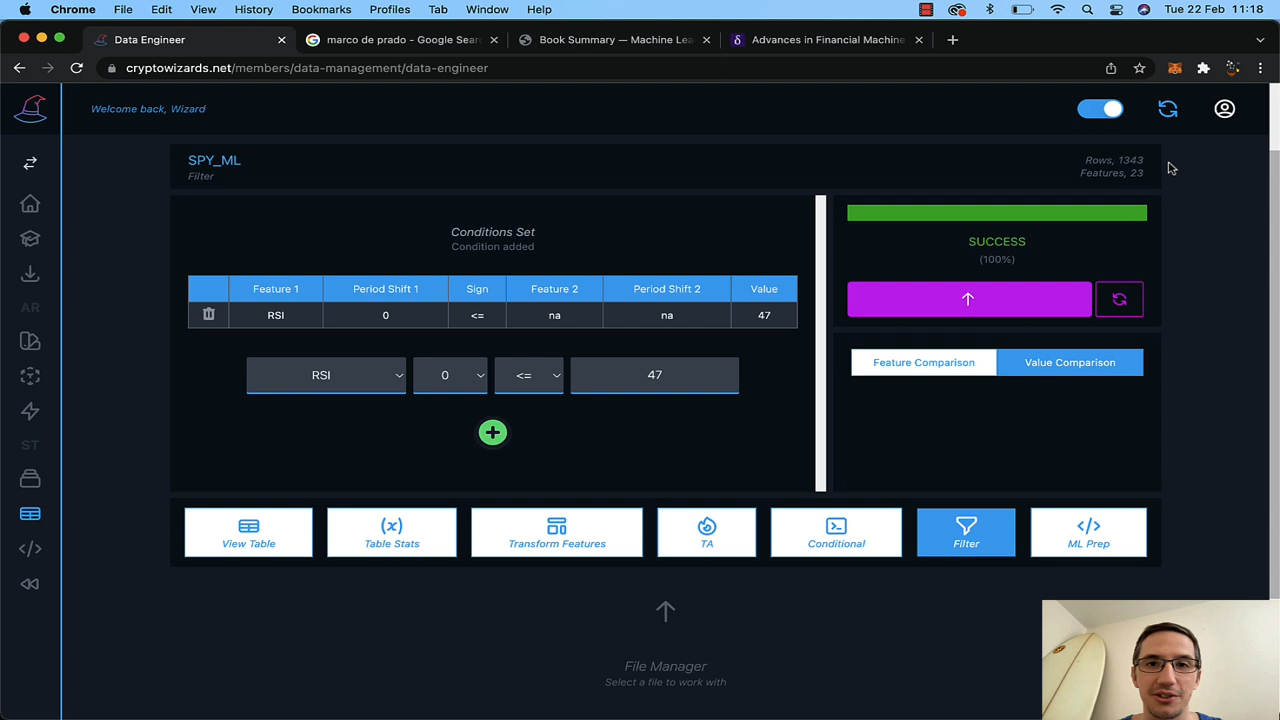 Chrome File Edit View History Bookmarks Profiles Tab Window Help Tue 22 Feb 11:18
Data Engineer marco de prado - Google Sear Book Summary — Machine Lea Advances in Financial Machine
cryptowizards.net/members/data-management/data-engineer
Welcome back, Wizard
SPY_ML
Filter
Rows, 1343
Features, 23
AR
ST
Conditions Set
Condition added
Feature 1 Period Shift 1 Sign Feature 2 Period Shift 2 Value
RSI 0 <= na na 47
RSI 0 <= 47
SUCCESS
(100%)
Feature Comparison Value Comparison
View Table Table Stats Transform Features TA Conditional Filter ML Prep
File Manager
Select a file to work with